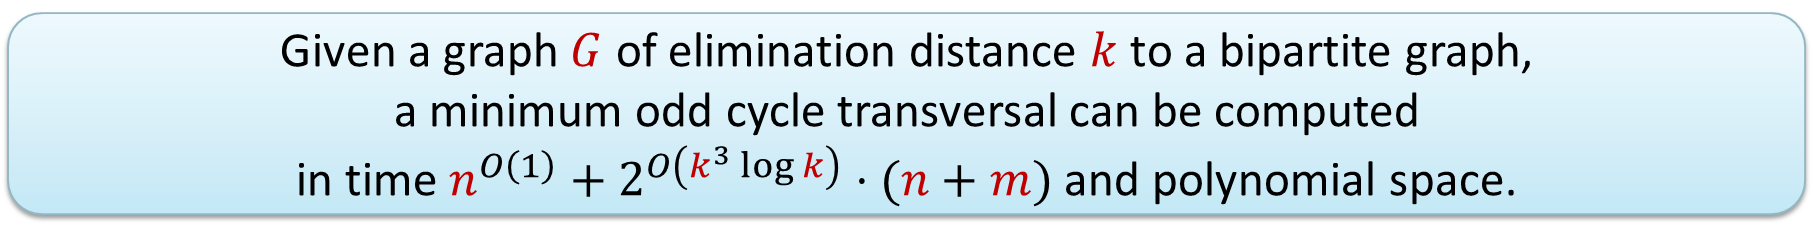 Given a graph G of elimination distance k to a bipartite graph,
a minimum odd cycle transversal can be computed
in time n^{O(1)} + 2^{O(k^3 log k)} · (n + m) and polynomial space.